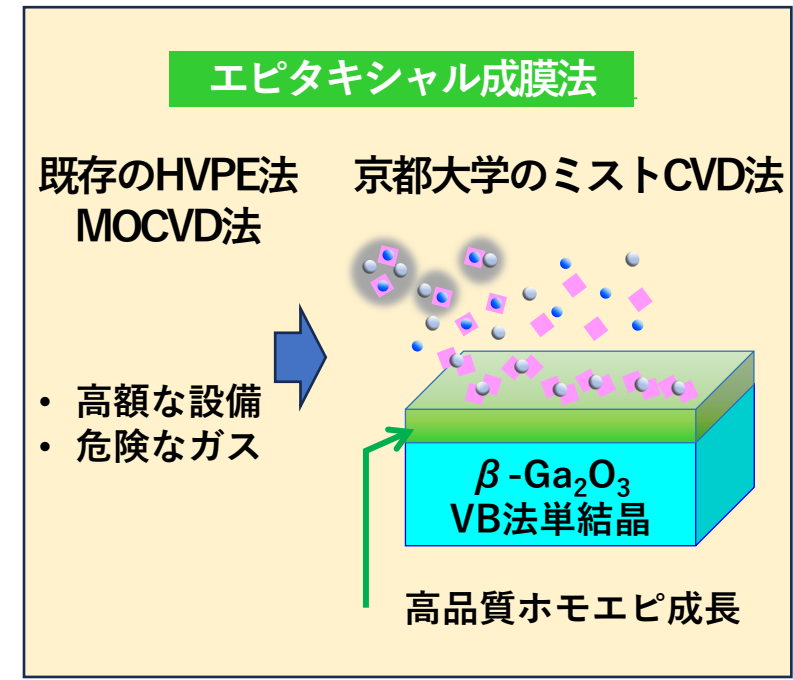 エピタキシャル成膜法
既存のHVPE法
MOCVD法
京都大学のミストCVD法
• 高額な設備
• 危険なガス
β-Ga₂O₃
VB法単結晶
高品質ホモエピ成長